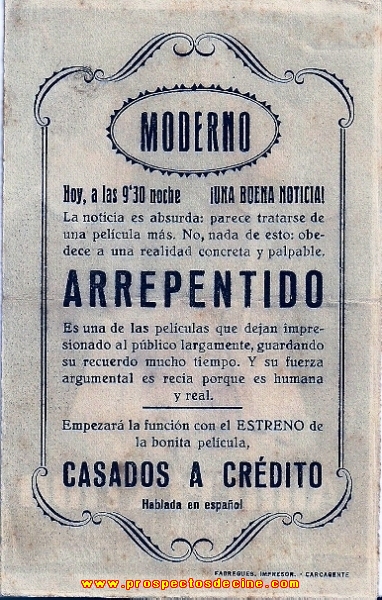 MODERNO
Hoy, a las 9'30 noche ¡UNA BUENA NOTICIA!
La noticia es absurda: parece tratarse de
una película más. No, nada de esto: obe-
dece a una realidad concreta y palpable.
ARREPENTIDO
Es una de las películas que dejan impre-
sionado al público largamente, guardando
su recuerdo mucho tiempo. Y su fuerza
argumental es recia porque es humana
y real.
Empezará la función con el ESTRENO de
la bonita película,
CASADOS A CRÉDITO
Hablada en español
FABREGUES, IMPRESOR. - CARCAGENTE
www.prospectosdecine.com